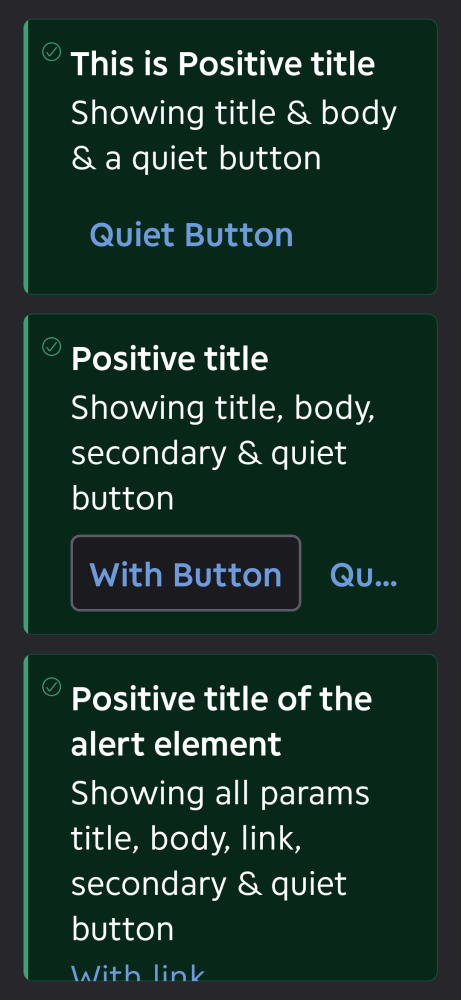 This is Positive title
Showing title & body
& a quiet button
Quiet Button
Positive title
Showing title, body,
secondary & quiet
button
With Button Qu...
Positive title of the
alert element
Showing all params
title, body, link,
secondary & quiet
button
With link